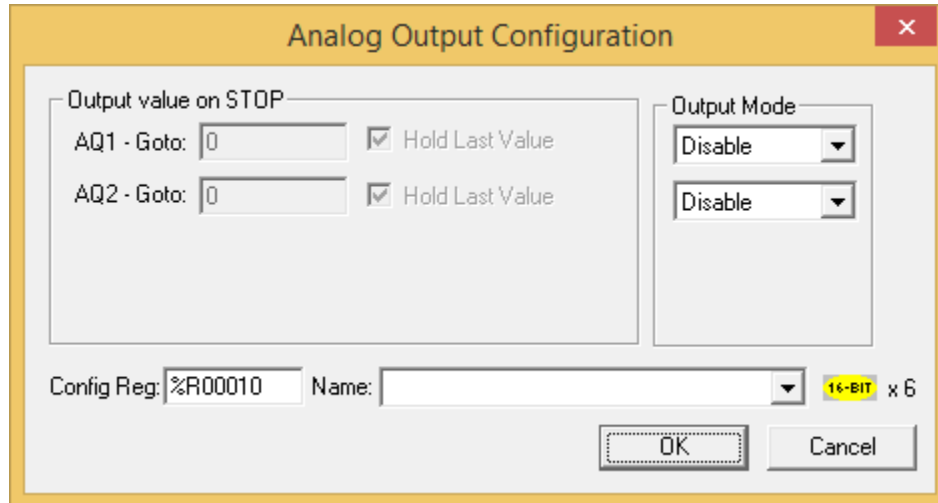 Analog Output Configuration
Output value on STOP
AQ1 - Goto: 0 Hold Last Value
AQ2 - Goto: 0 Hold Last Value
Output Mode
Disable
Disable
Config Reg: %R00010 Name: 16-BIT x 6
OK Cancel